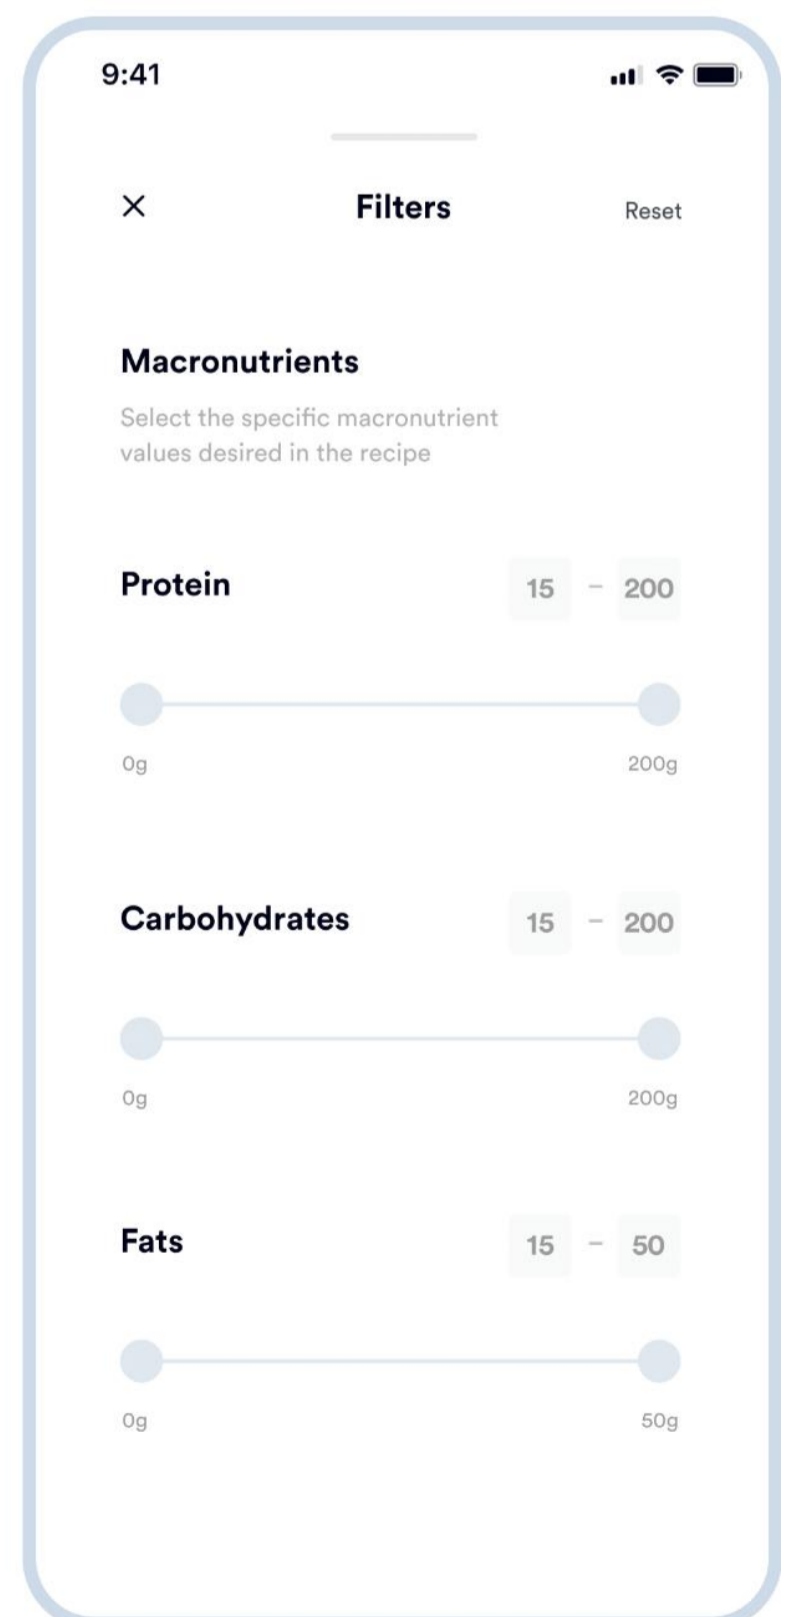 9:41
Filters
Reset
Macronutrients
Select the specific macronutrient
values desired in the recipe
Protein
15 – 200
0g
200g
Carbohydrates
15 – 200
0g
200g
Fats
15 – 50
0g
50g